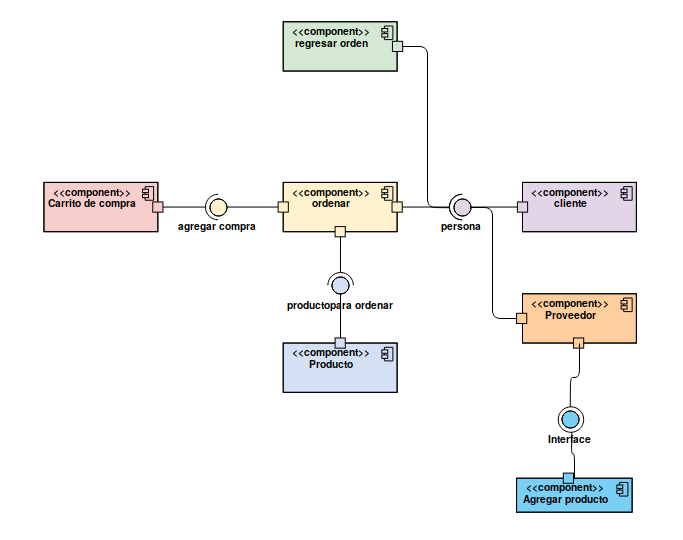 <<component>>
regresar orden
<<component>>
Carrito de compra
<<component>>
ordenar
<<component>>
cliente
agregar compra
persona
productopara ordenar
<<component>>
Proveedor
<<component>>
Producto
Interface
<<component>>
Agregar producto